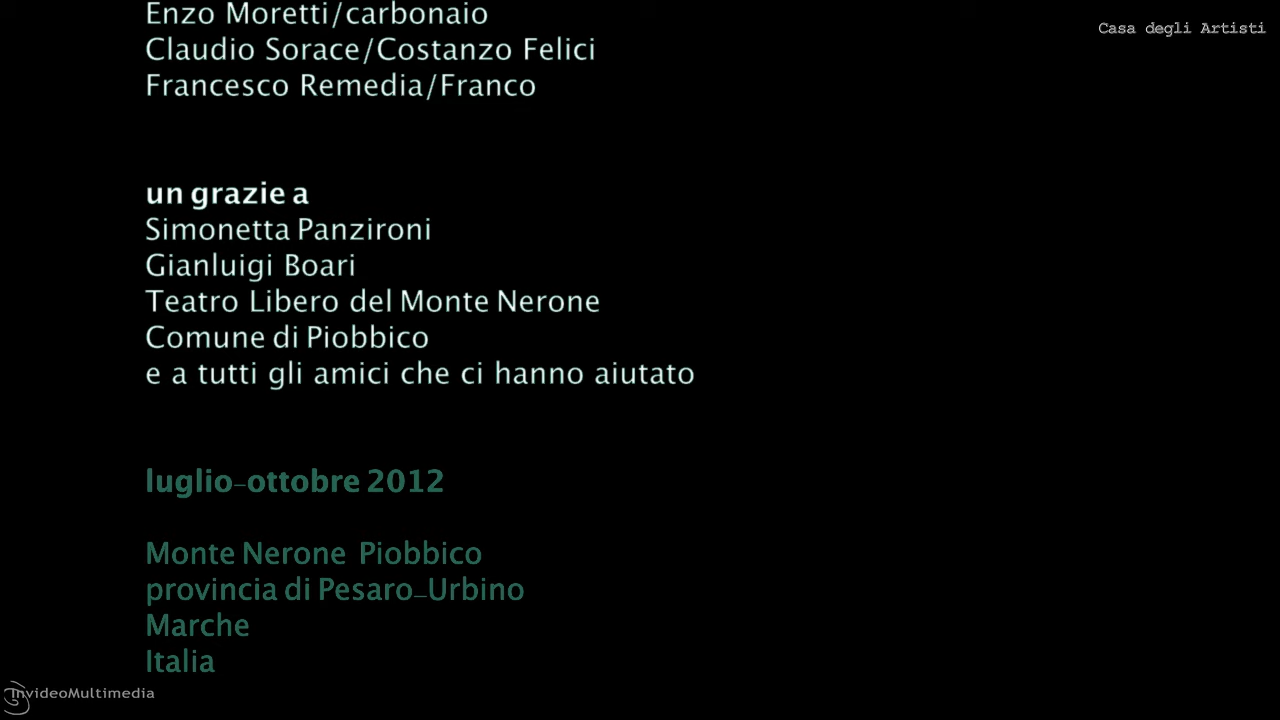 Enzo Moretti/carbonaio
Casa degli Artisti
Claudio Sorace/Costanzo Felici
Francesco Remedia/Franco
un grazie a
Simonetta Panzironi
Gianluigi Boari
Teatro Libero del Monte Nerone
Comune di Piobbico
e a tutti gli amici che ci hanno aiutato
luglio-ottobre 2012
Monte Nerone Piobbico
provincia di Pesaro-Urbino
Marche
Italia
InvideoMultimedia